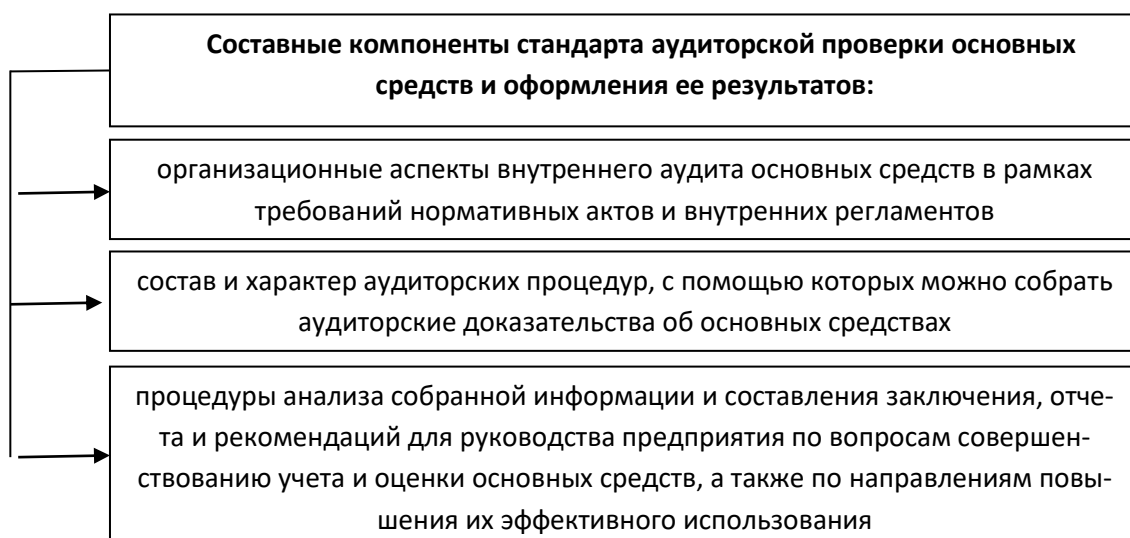 Составные компоненты стандарта аудиторской проверки основных
средств и оформления ее результатов:
организационные аспекты внутреннего аудита основных средств в рамках
требований нормативных актов и внутренних регламентов
состав и характер аудиторских процедур, с помощью которых можно собрать
аудиторские доказательства об основных средствах
процедуры анализа собранной информации и составления заключения, отче-
та и рекомендаций для руководства предприятия по вопросам совершен-
ствованию учета и оценки основных средств, а также по направлениям повы-
шения их эффективного использования